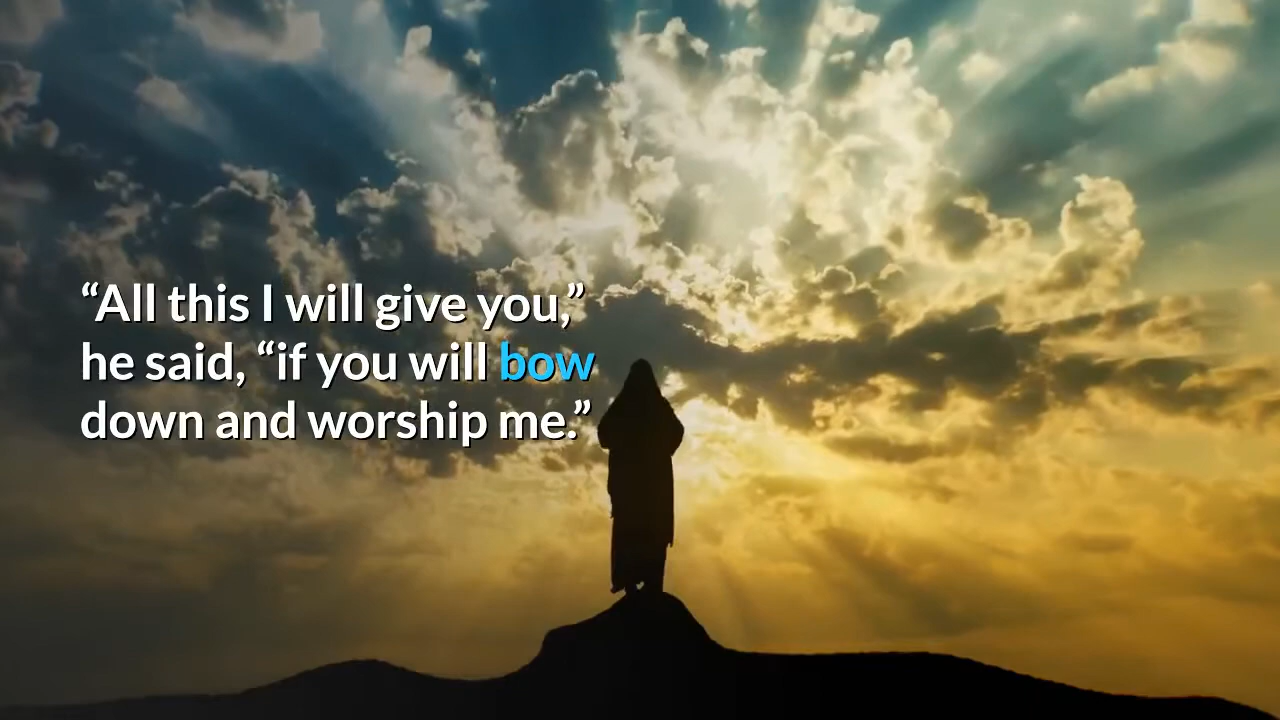 “All this I will give you,”
he said, “if you will bow
down and worship me.”